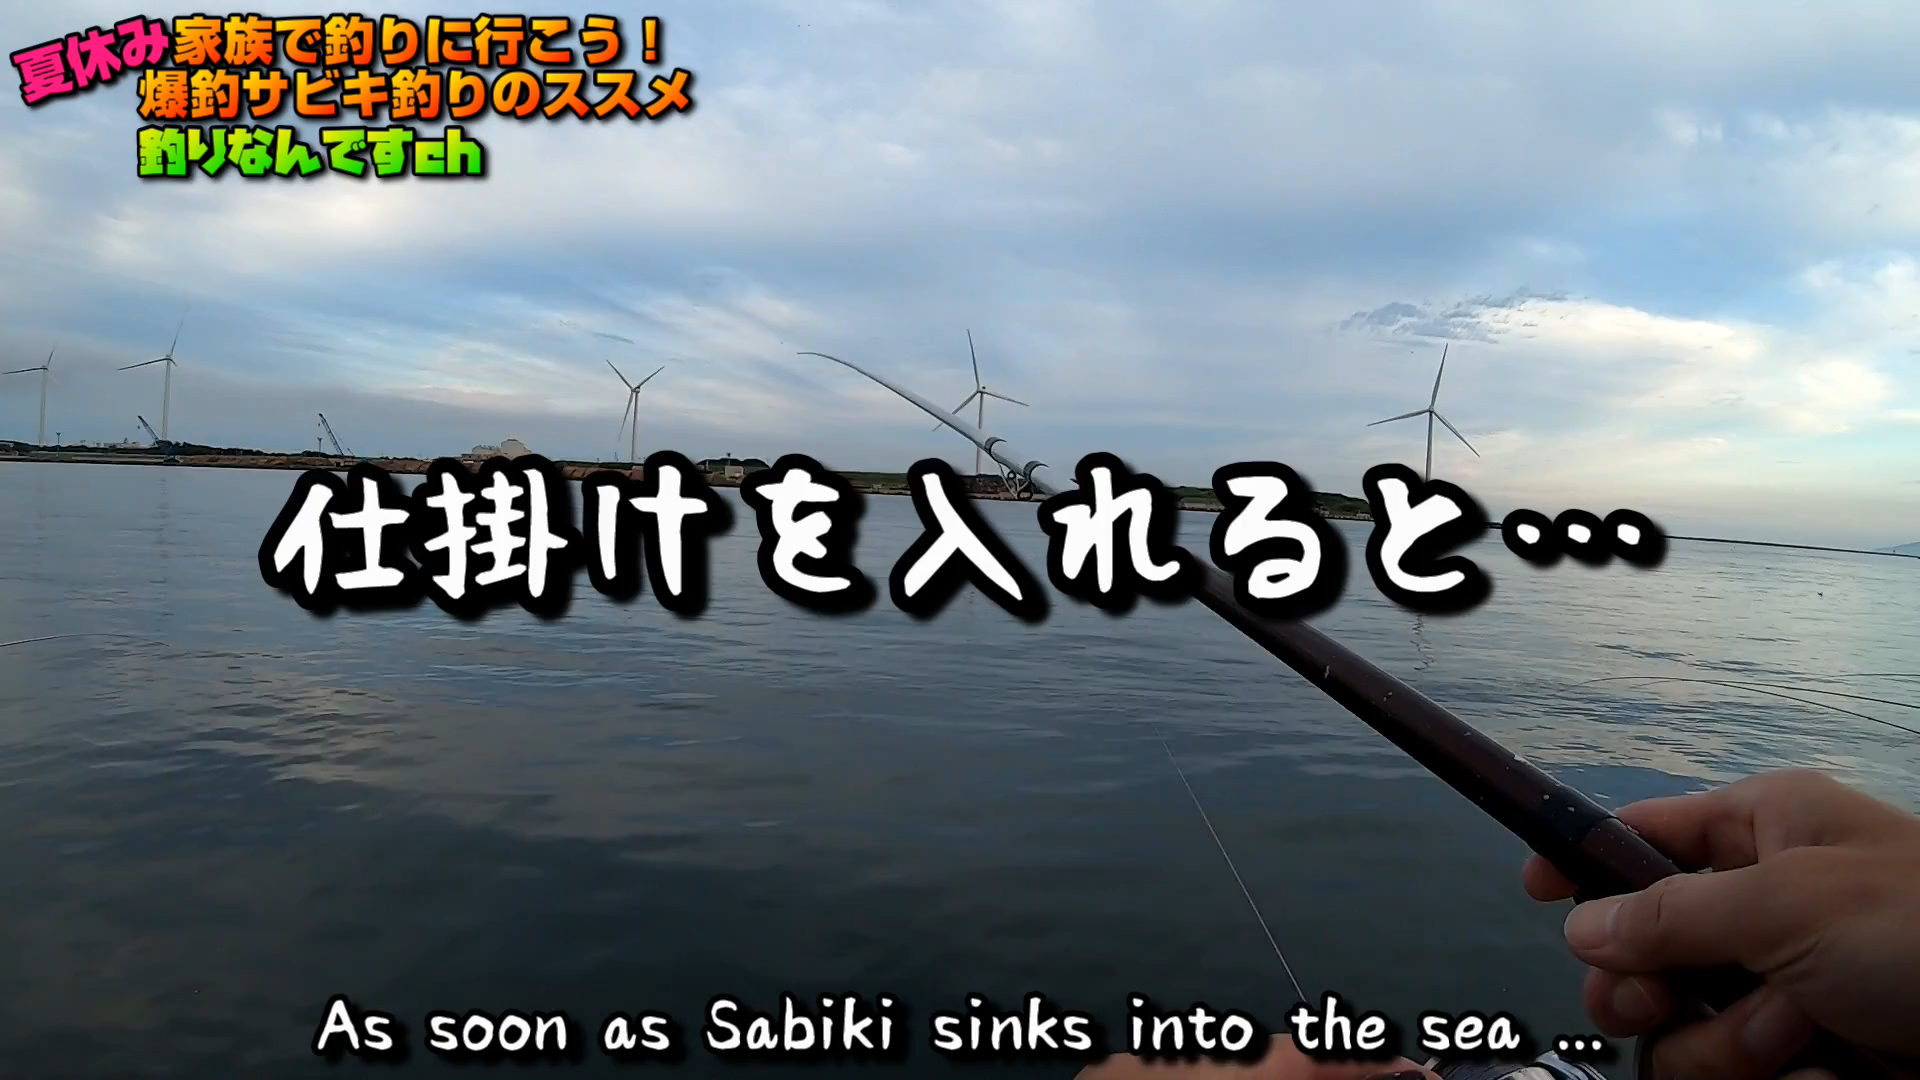 夏休み家族で釣りに行こう！
爆釣サビキ釣りのススメ
釣りなんですch
仕掛けを入れると…
As soon as Sabiki sinks into the sea ...